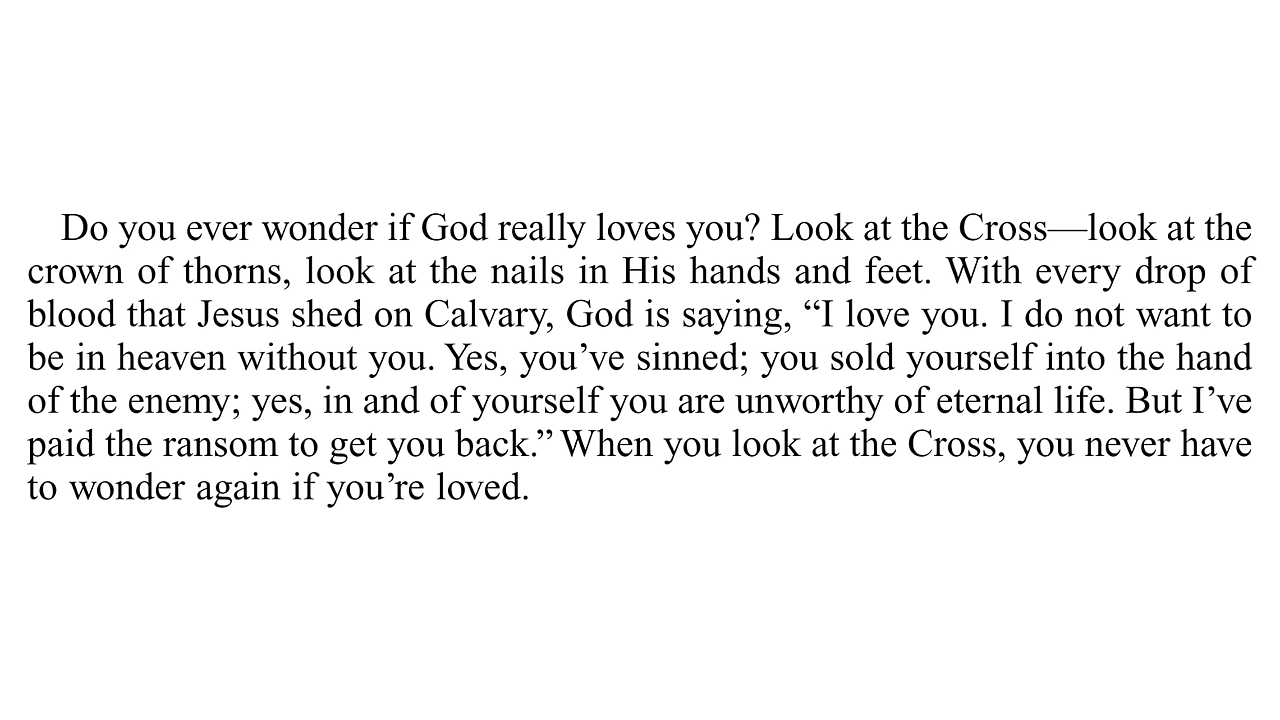 Do you ever wonder if God really loves you? Look at the Cross—look at the
crown of thorns, look at the nails in His hands and feet. With every drop of
blood that Jesus shed on Calvary, God is saying, “I love you. I do not want to
be in heaven without you. Yes, you’ve sinned; you sold yourself into the hand
of the enemy; yes, in and of yourself you are unworthy of eternal life. But I’ve
paid the ransom to get you back.” When you look at the Cross, you never have
to wonder again if you’re loved.